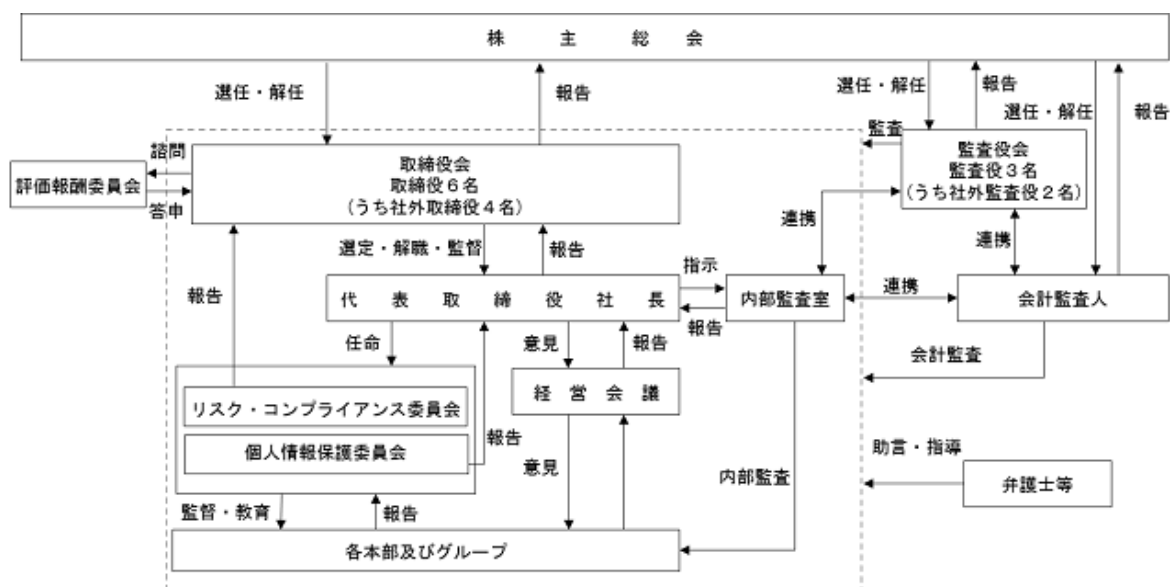 株主総会
選任・解任
報告
選任・解任
報告
選任・解任
報告
監査
諮問
評価報酬委員会
答申
取締役会
取締役6名
(うち社外取締役4名)
監査役会
監査役3名
(うち社外監査役2名)
連携
連携
選定・解職・監督
報告
指示
報告
代表取締役社長
報告
内部監査室
連携
会計監査人
任命
意見
報告
会計監査
リスク・コンプライアンス委員会
経営会議
個人情報保護委員会
報告
意見
内部監査
助言・指導
弁護士等
監督・教育
報告
各本部及びグループ